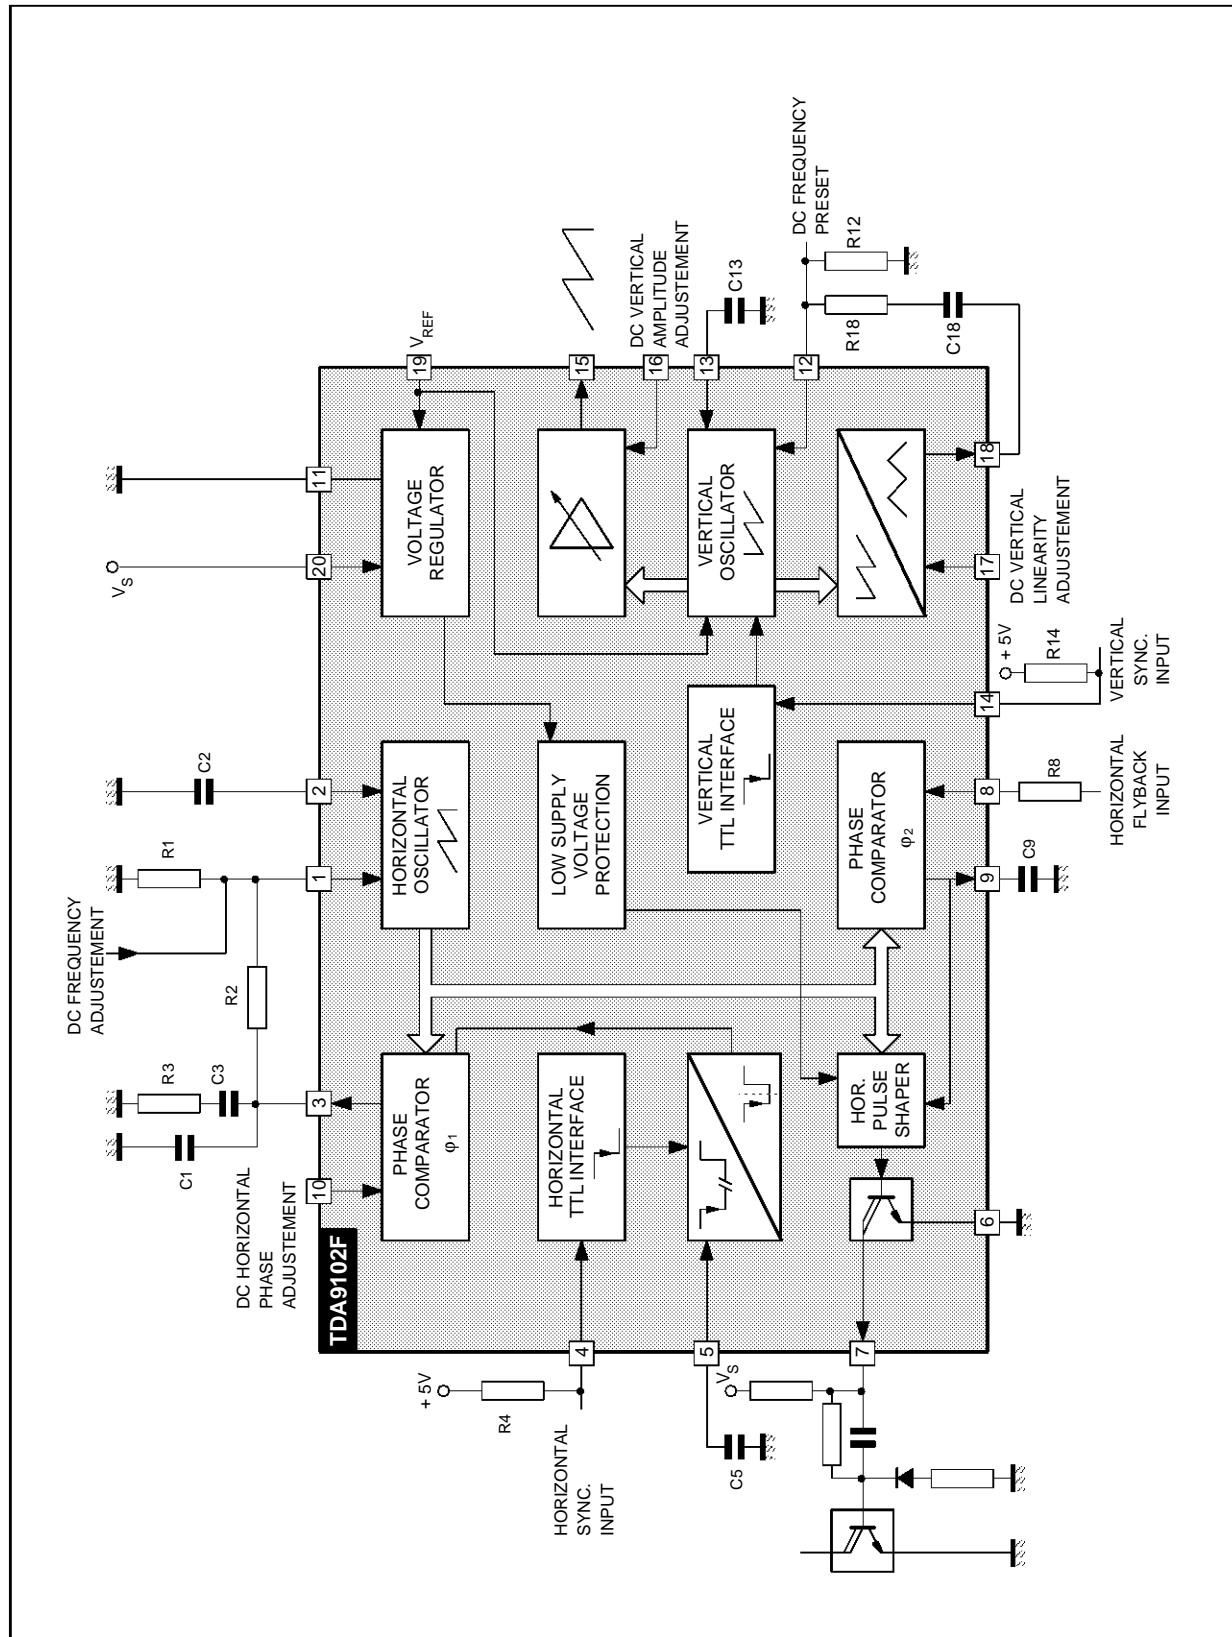 DC FREQUENCY
ADJUSTEMENT
R3
C3
C1
R2
R1
C2
VS
DC HORIZONTAL
PHASE
ADJUSTEMENT
10
3
1
2
20
11
TDA9102F
PHASE
COMPARATOR
φ1
HORIZONTAL
OSCILLATOR
VOLTAGE
REGULATOR
19
VREF
+ 5V
R4
HORIZONTAL
SYNC.
INPUT
4
HORIZONTAL
TTL INTERFACE
LOW SUPPLY
VOLTAGE
PROTECTION
15
16
DC VERTICAL
AMPLITUDE
ADJUSTEMENT
C5
5
VERTICAL
TTL INTERFACE
VERTICAL
OSCILLATOR
13
C13
VS
7
HOR.
PULSE
SHAPER
PHASE
COMPARATOR
φ2
12
DC FREQUENCY
PRESET
R12
R18
C18
6
9
8
14
17
18
C9
R8
HORIZONTAL
FLYBACK
INPUT
+ 5V
R14
VERTICAL
SYNC.
INPUT
DC VERTICAL
LINEARITY
ADJUSTEMENT